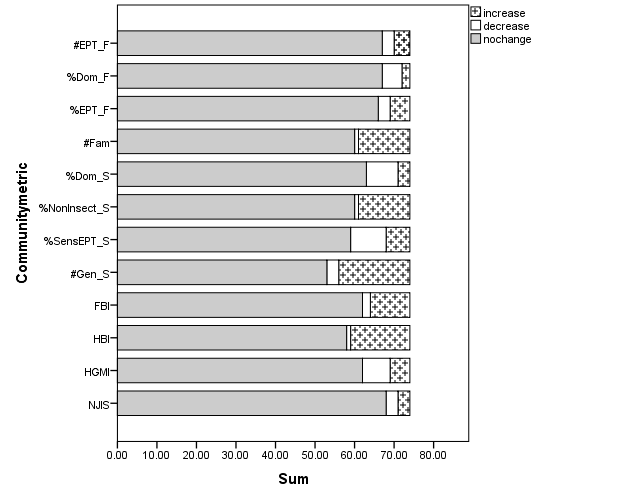 increase
decrease
nochange
#EPT_F
%Dom_F
%EPT_F
#Fam
%Dom_S
%NonInsect_S
%SensEPT_S
#Gen_S
FBI
HBI
HGMI
NJIS
Communitymetric
0.00 10.00 20.00 30.00 40.00 50.00 60.00 70.00 80.00
Sum